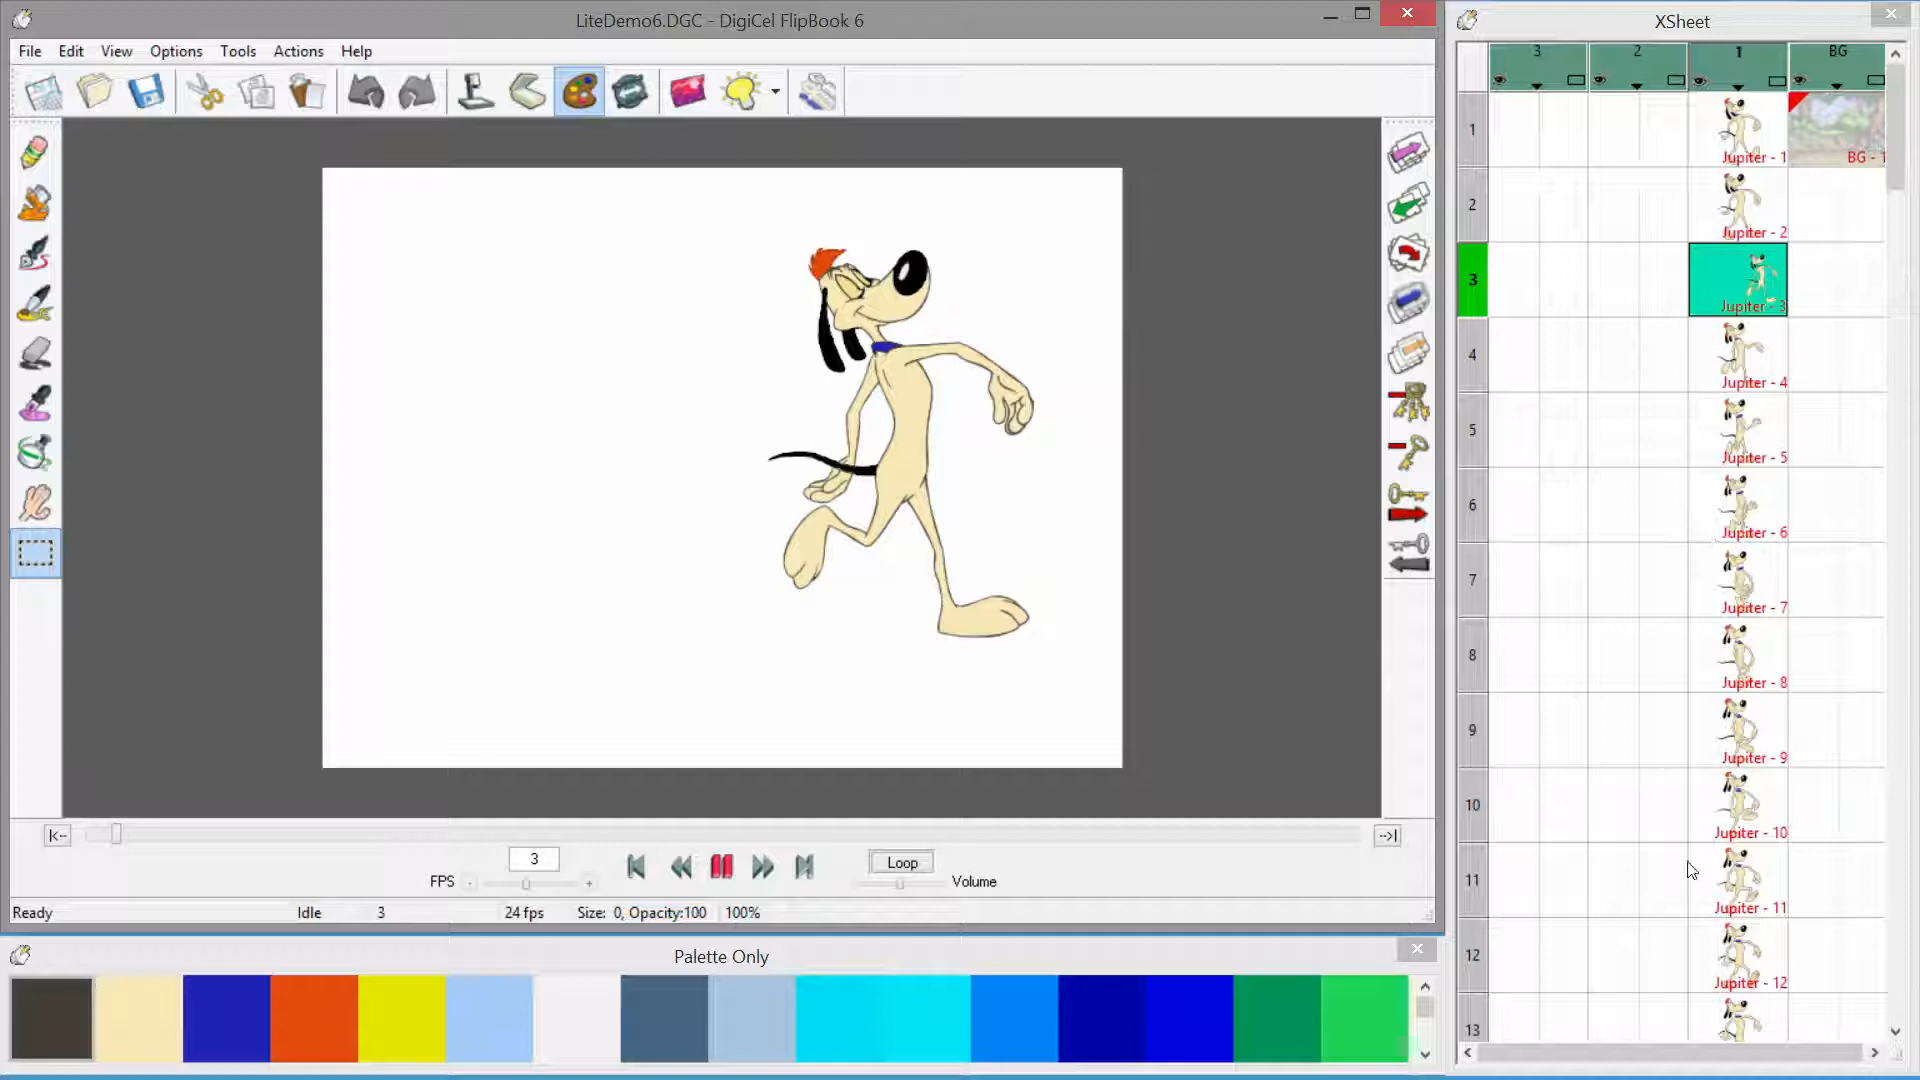 LiteDemo6.DGC - DigiCel FlipBook 6
File Edit View Options Tools Actions Help
3
FPS - +
Loop
Volume
Ready Idle 3 24 fps Size: 0, Opacity:100 100%
Palette Only
XSheet
3 2 1 BG
1 Jupiter - 1 BG - 1
2 Jupiter - 2
3 Jupiter - 3
4 Jupiter - 4
5 Jupiter - 5
6 Jupiter - 6
7 Jupiter - 7
8 Jupiter - 8
9 Jupiter - 9
10 Jupiter - 10
11 Jupiter - 11
12 Jupiter - 12
13